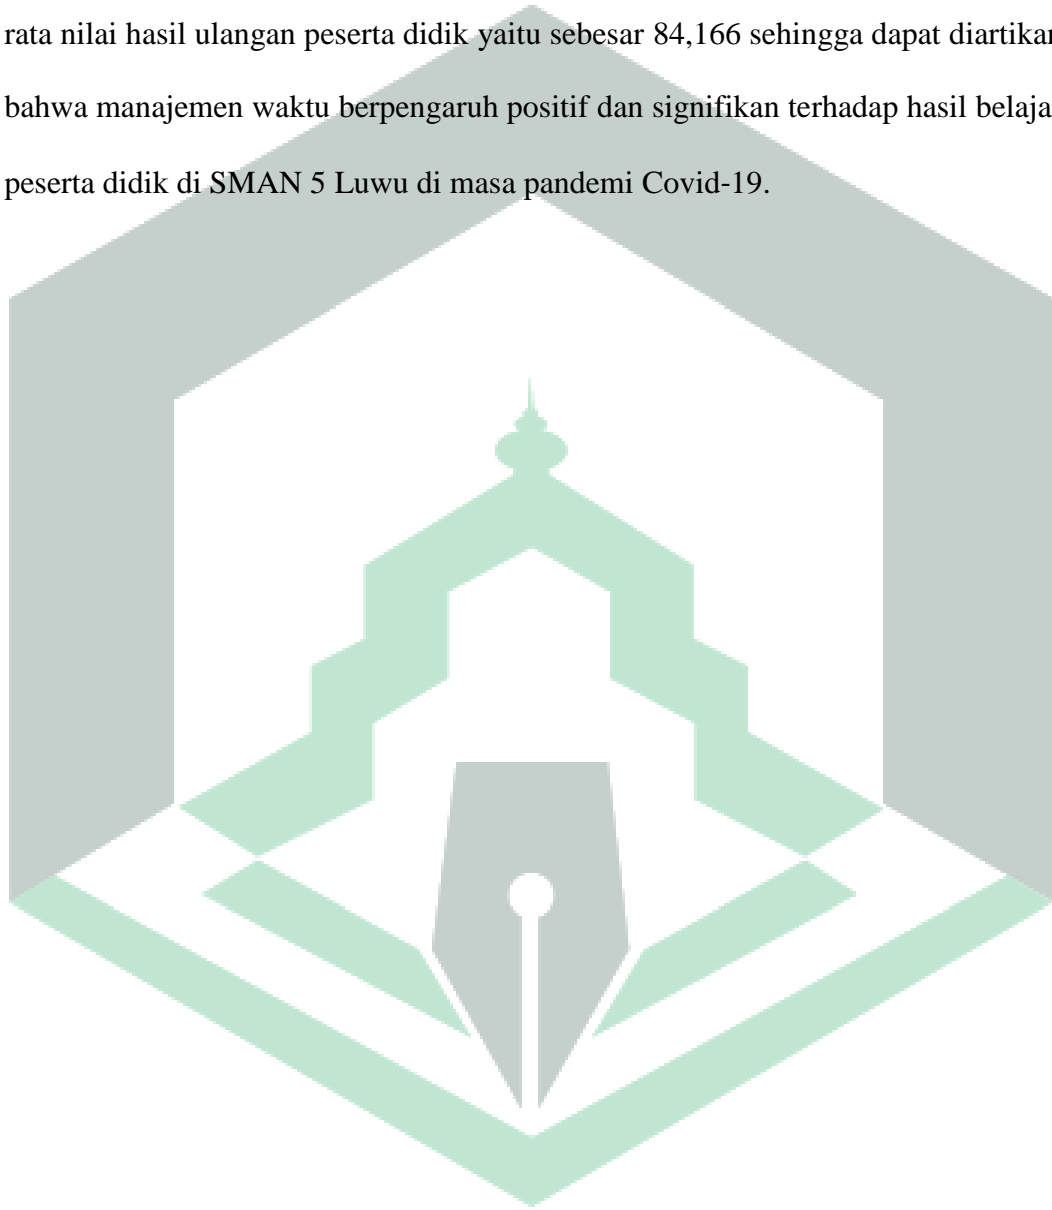 rata nilai hasil ulangan peserta didik yaitu sebesar 84,166 sehingga dapat diartikan
bahwa manajemen waktu berpengaruh positif dan signifikan terhadap hasil belaja
peserta didik di SMAN 5 Luwu di masa pandemi Covid-19.